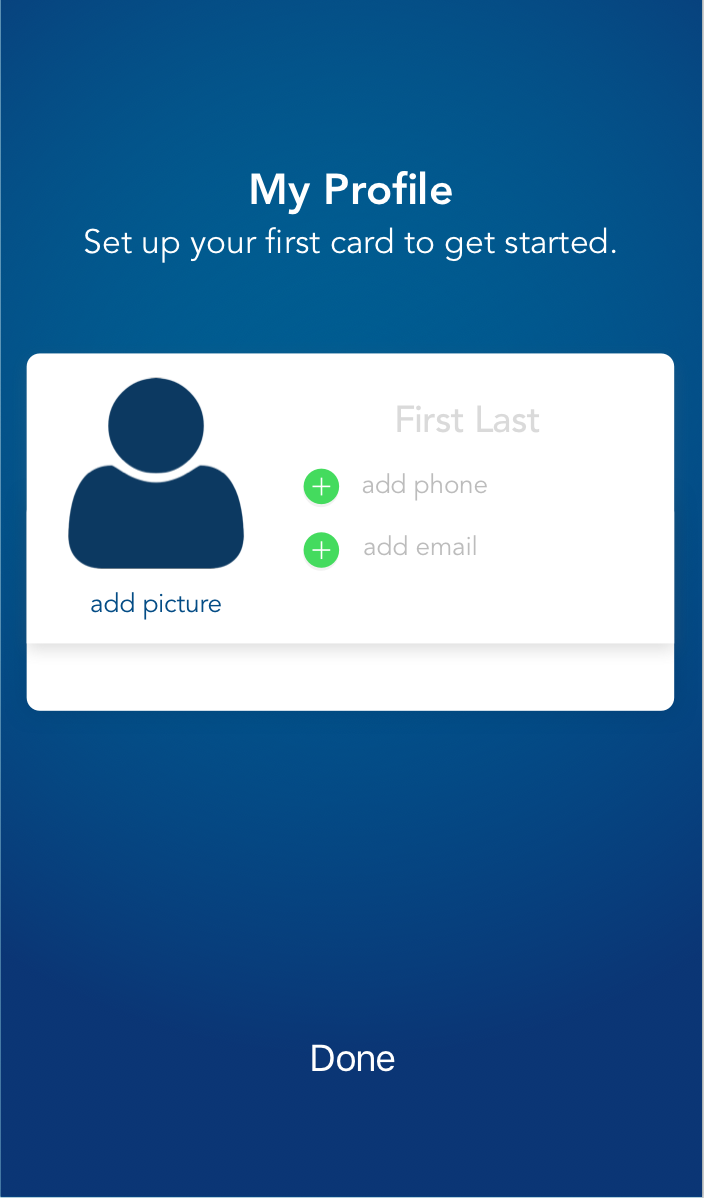 My Profile
Set up your first card to get started.
First Last
add phone
add email
add picture
Done